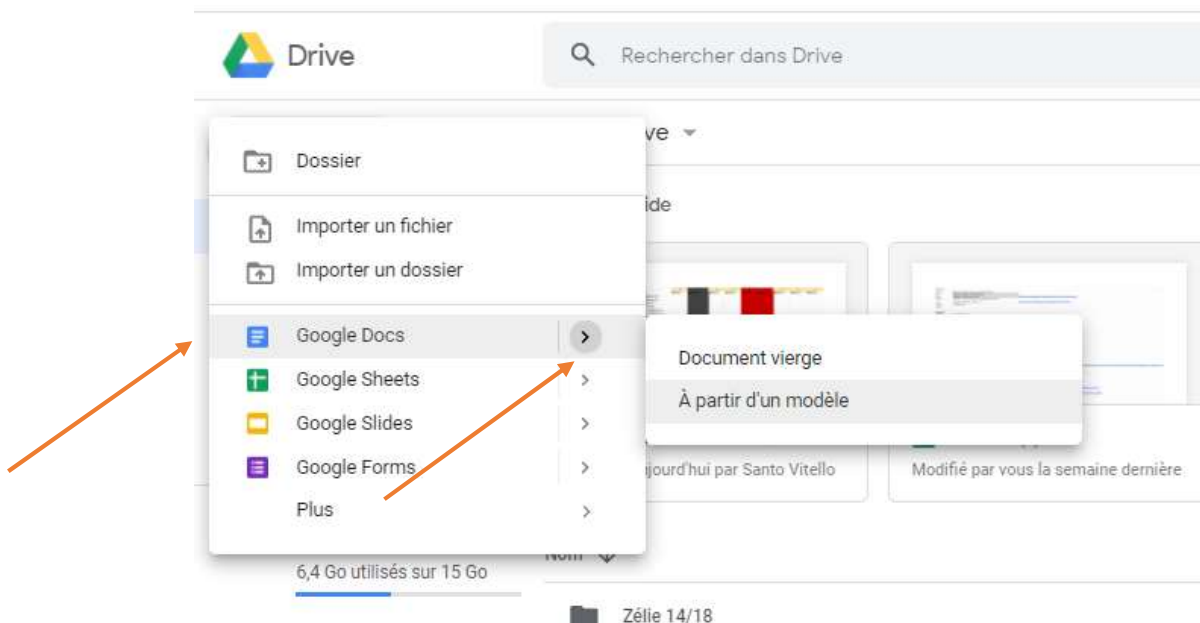 Drive
Rechercher dans Drive
ve
Dossier
ide
Importer un fichier
Importer un dossier
Google Docs
Document vierge
Google Sheets
À partir d'un modèle
Google Slides
Google Forms
jourd'hui par Santo Vitello
Modifié par vous la semaine dernière
Plus
Nom
6,4 Go utilisés sur 15 Go
Zélie 14/18